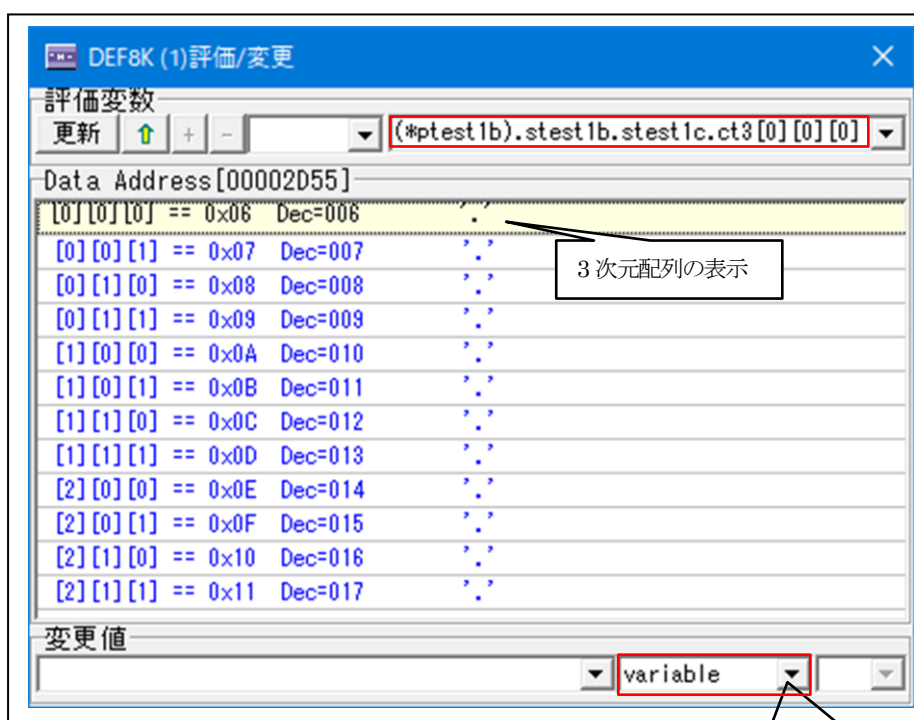 DEF8K (1)評価/変更
評価変数
更新 + - (*ptest1b).stest1b.stest1c.ct3[0][0][0]
Data Address[00002D55]
[0][0][0] == 0x06 Dec=006 '.'
[0][0][1] == 0x07 Dec=007 '.'
[0][1][0] == 0x08 Dec=008 '.'
[0][1][1] == 0x09 Dec=009 '.'
[1][0][0] == 0x0A Dec=010 '.'
[1][0][1] == 0x0B Dec=011 '.'
[1][1][0] == 0x0C Dec=012 '.'
[1][1][1] == 0x0D Dec=013 '.'
[2][0][0] == 0x0E Dec=014 '.'
[2][0][1] == 0x0F Dec=015 '.'
[2][1][0] == 0x10 Dec=016 '.'
[2][1][1] == 0x11 Dec=017 '.'
3次元配列の表示
変更値
variable